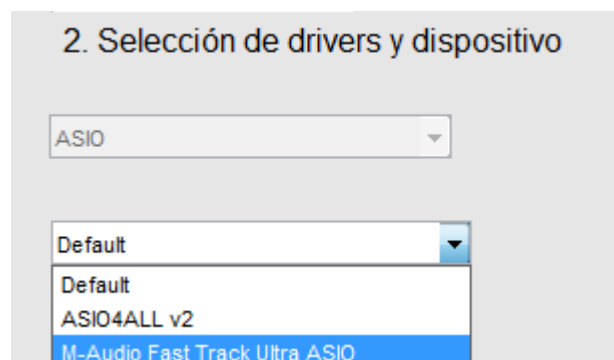 2. Selección de drivers y dispositivo
ASIO
Default
Default
ASIO4ALL v2
M-Audio Fast Track Ultra ASIO